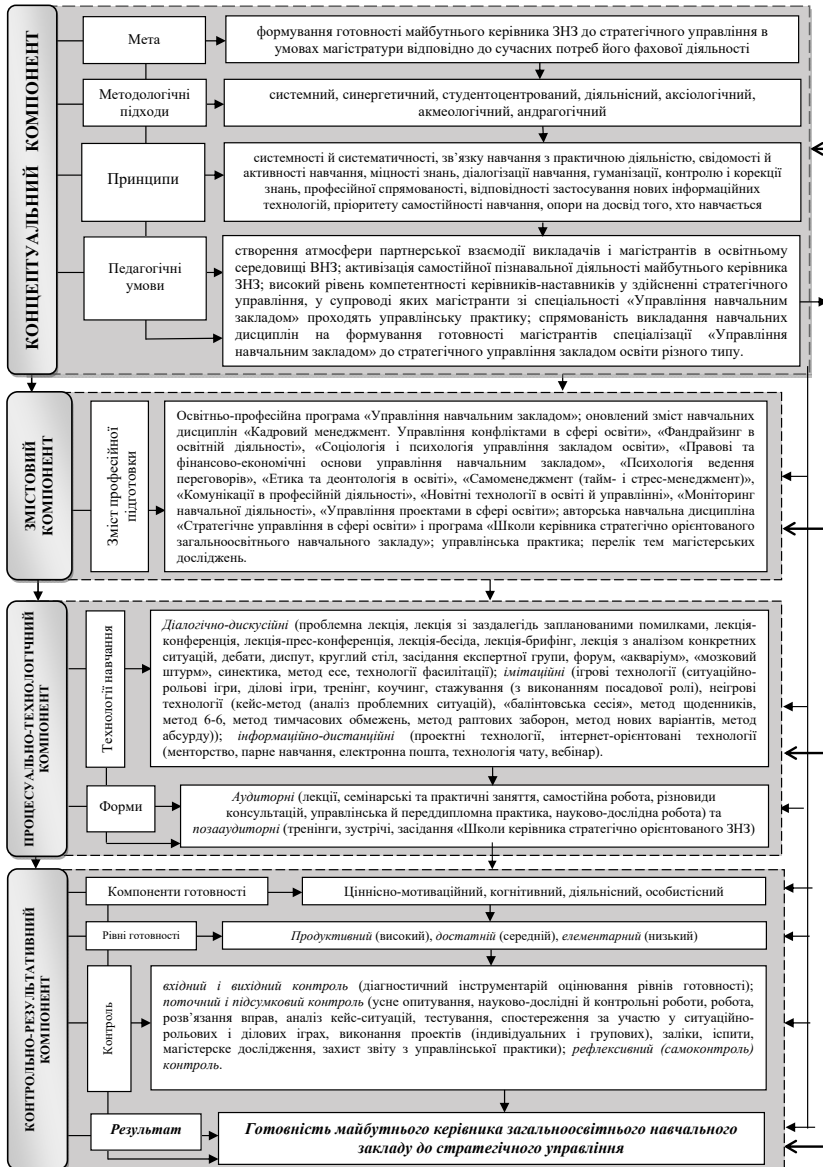 КОНЦЕПТУАЛЬНИЙ КОМПОНЕНТ
Мета
формування готовності майбутнього керівника ЗНЗ до стратегічного управління в
умовах магістратури відповідно до сучасних потреб його фахової діяльності
Методологічні
підходи
системний, синергетичний, студентоцентрований, діяльнісний, аксіологічний,
акмеологічний, андрагогічний
Принципи
системності й систематичності, зв’язку навчання з практичною діяльністю, свідомості й
активності навчання, міцності знань, діалогізації навчання, гуманізації, контролю і корекції
знань, професійної спрямованості, відповідності застосування нових інформаційних
технологій, пріоритету самостійності навчання, опори на досвід того, хто навчається
Педагогічні
умови
створення атмосфери партнерської взаємодії викладачів і магістрантів в освітньому
середовищі ВНЗ; активізація самостійної пізнавальної діяльності майбутнього керівника
ЗНЗ; високий рівень компетентності керівників-наставників у здійсненні стратегічного
управління, у супроводі яких магістранти зі спеціальності «Управління навчальним
закладом» проходять управлінську практику; спрямованість викладання навчальних
дисциплін на формування готовності магістрантів спеціалізації «Управління
навчальним закладом» до стратегічного управління закладом освіти різного типу.
ЗМІСТОВИЙ
КОМПОНЕНТ
Зміст професійної
підготовки
Освітньо-професійна програма «Управління навчальним закладом»; оновлений зміст навчальних
дисциплін «Кадровий менеджмент. Управління конфліктами в сфері освіти», «Фандрайзинг в
освітній діяльності», «Соціологія і психологія управління закладом освіти», «Правові та
фінансово-економічні основи управління навчальним закладом», «Психологія ведення
переговорів», «Етика та деонтологія в освіті», «Самоменеджмент (тайм- і стрес-менеджмент)»,
«Комунікації в професійній діяльності», «Новітні технології в освіті й управлінні», «Моніторинг
навчальної діяльності», «Управління проектами в сфері освіти»; авторська навчальна дисципліна
«Стратегічне управління в сфері освіти» і програма «Школи керівника стратегічно орієнтованого
загальноосвітнього навчального закладу»; управлінська практика; перелік тем магістерських
досліджень.
ПРОЦЕСУАЛЬНО-ТЕХНОЛОГІЧНИЙ
КОМПОНЕНТ
Технології навчання
Діалогічно-дискусійні (проблемна лекція, лекція зі заздалегідь запланованими помилками, лекція-
конференція, лекція-прес-конференція, лекція-бесіда, лекція-брифінг, лекція з аналізом конкретних
ситуацій, дебати, диспут, круглий стіл, засідання експертної групи, форум, «акваріум», «мозковий
штурм», синектика, метод есе, технології фасилітації); імітаційні (ігрові технології (ситуаційно-
рольові ігри, ділові ігри, тренінг, коучинг, стажування (з виконанням посадової ролі), неігрові
технології (кейс-метод (аналіз проблемних ситуацій), «балінтовська сесія», метод щоденників,
метод 6-6, метод тимчасових обмежень, метод раптових заборон, метод нових варіантів, метод
абсурду)); інформаційно-дистанційні (проектні технології, інтернет-орієнтовані технології
(менторство, парне навчання, електронна пошта, технологія чату, вебінар).
Форми
Аудиторні (лекції, семінарські та практичні заняття, самостійна робота, різновиди
консультацій, управлінська й переддипломна практика, науково-дослідна робота) та
позааудиторні (тренінги, зустрічі, засідання «Школи керівника стратегічно орієнтованого ЗНЗ)
КОНТРОЛЬНО-РЕЗУЛЬТАТИВНИЙ
КОМПОНЕНТ
Компоненти готовності
Ціннісно-мотиваційний, когнітивний, діяльнісний, особистісний
Рівні готовності
Продуктивний (високий), достатній (середній), елементарний (низький)
Контроль
вхідний і вихідний контроль (діагностичний інструментарій оцінювання рівнів готовності);
поточний і підсумковий контроль (усне опитування, науково-дослідні й контрольні роботи, робота,
розв’язання вправ, аналіз кейс-ситуацій, тестування, спостереження за участю у ситуаційно-
рольових і ділових іграх, виконання проектів (індивідуальних і групових), заліки, іспити,
магістерське дослідження, захист звіту з управлінської практики); рефлексивний (самоконтроль)
контроль.
Результат
Готовність майбутнього керівника загальноосвітнього навчального
закладу до стратегічного управління